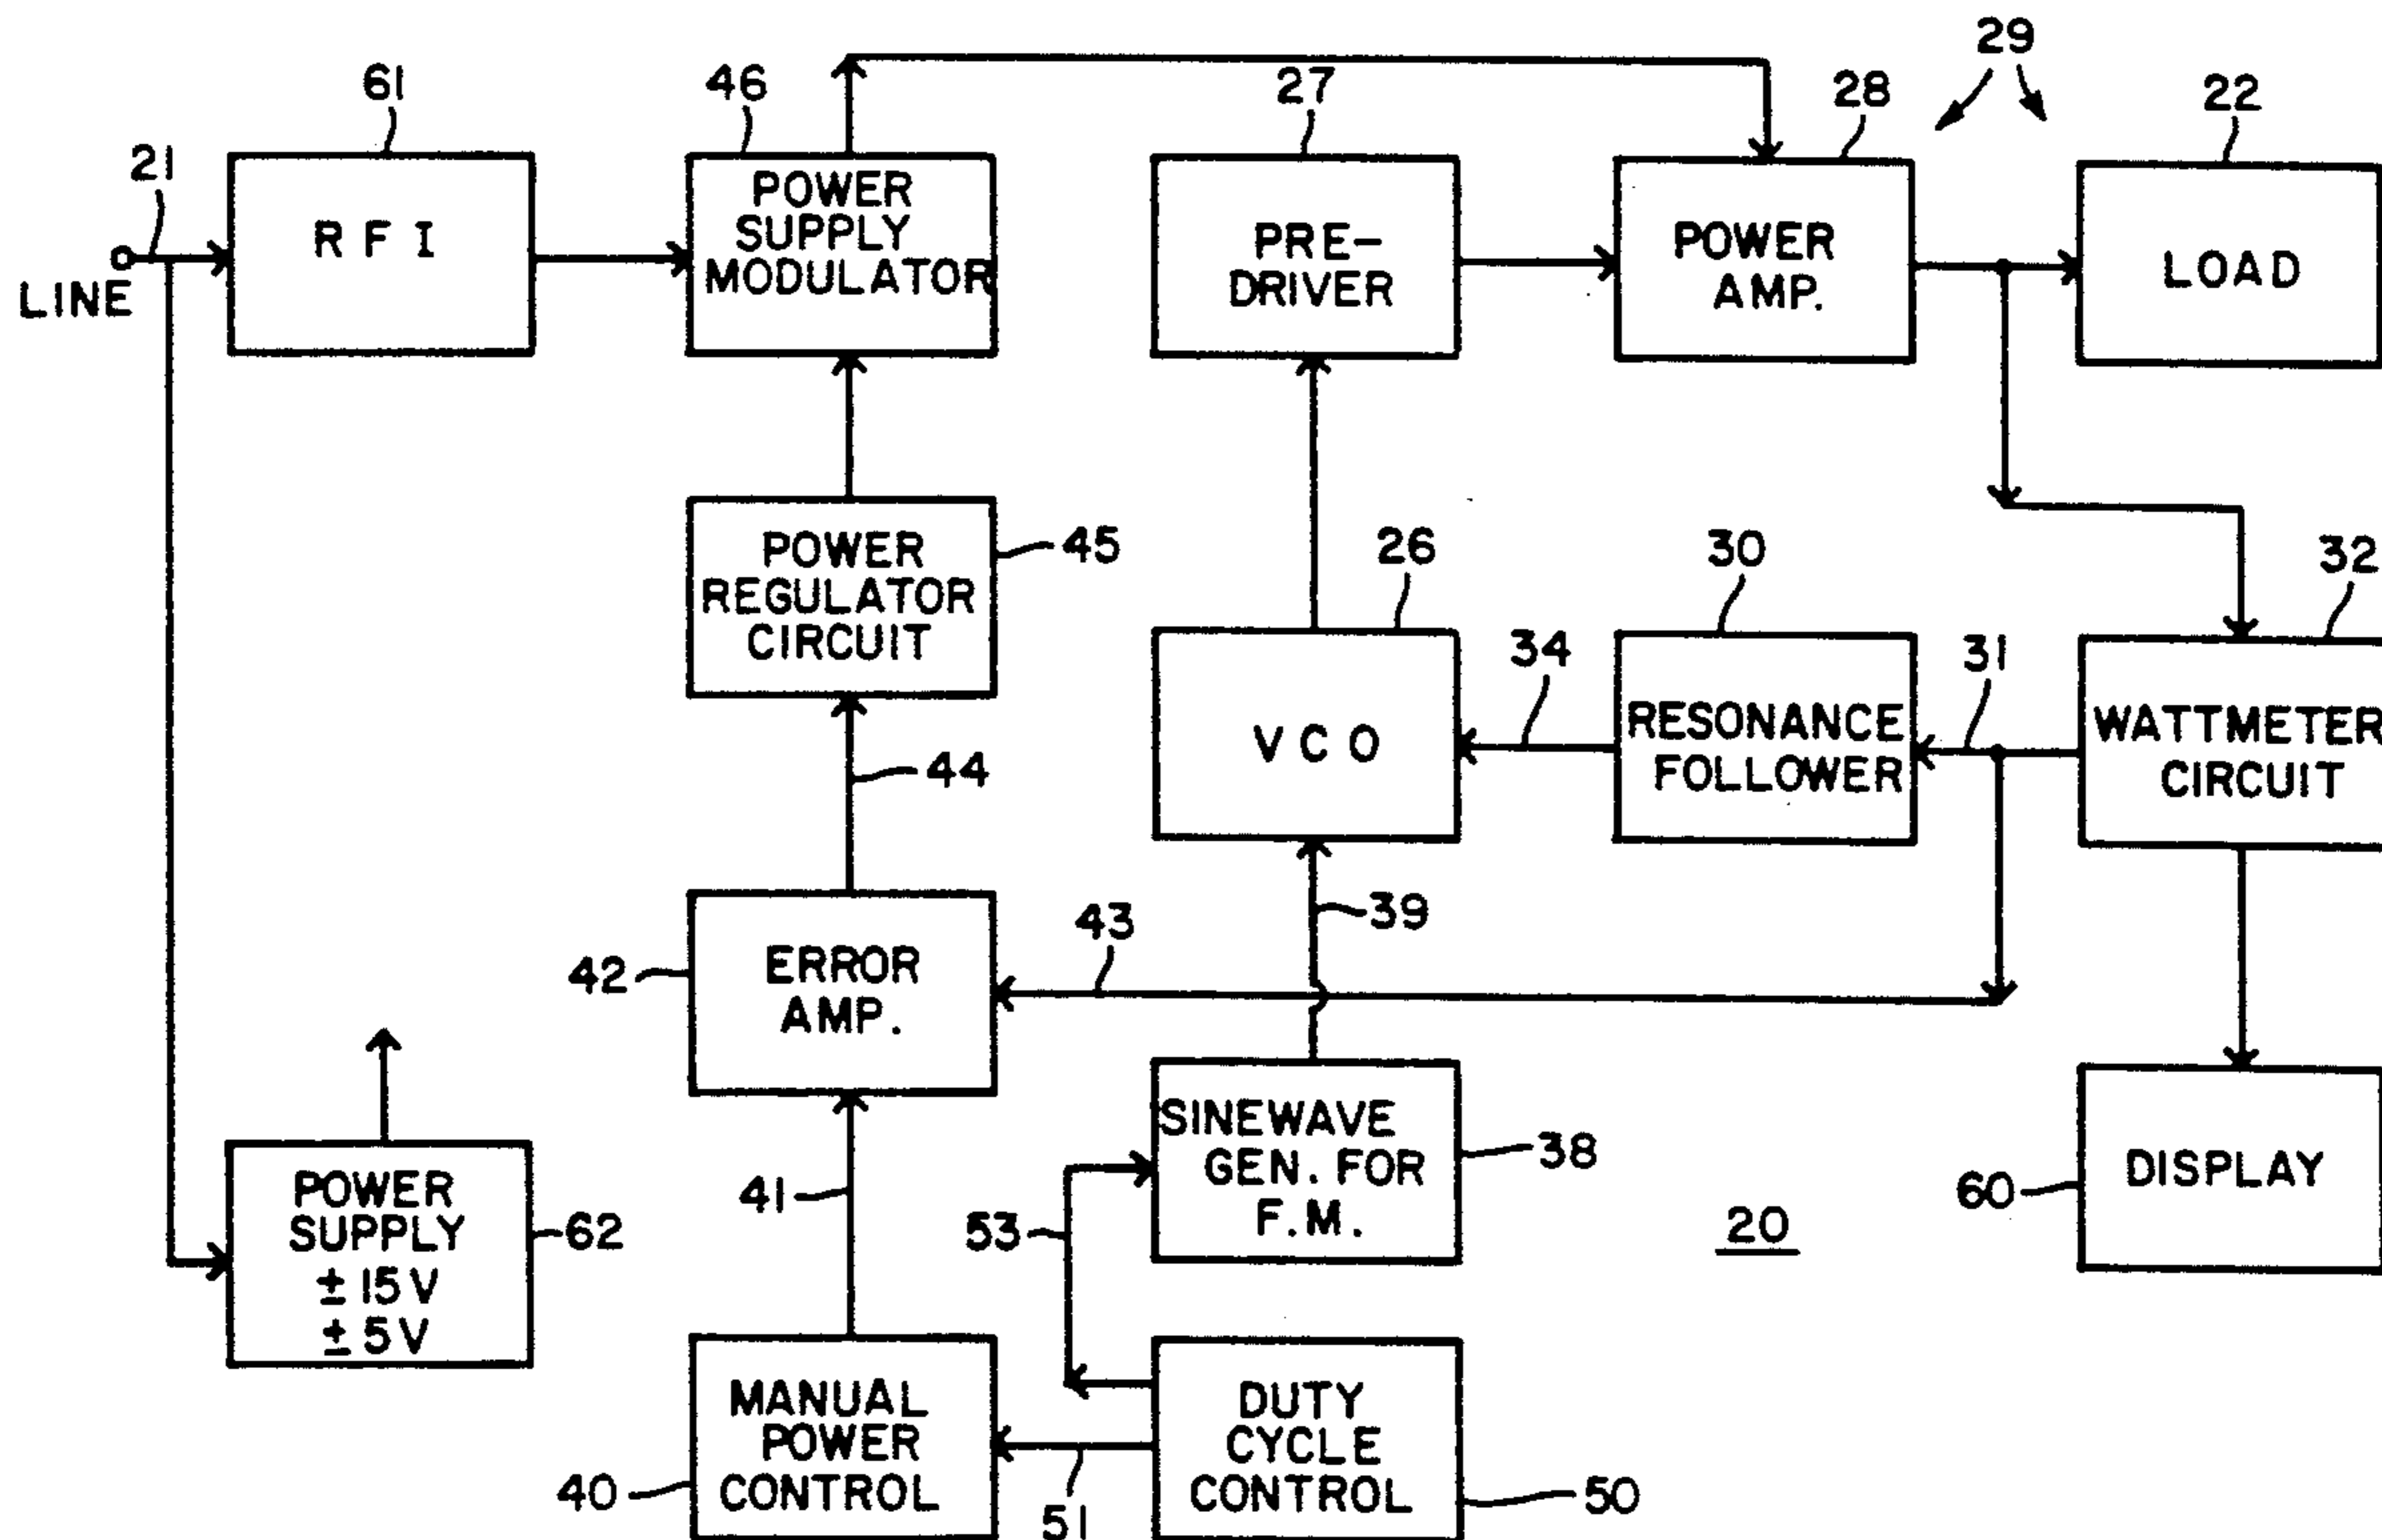 29
61
46
27
28
22
21
R F I
POWER
SUPPLY
MODULATOR
PRE-
DRIVER
POWER
AMP.
LOAD
LINE
POWER
REGULATOR
CIRCUIT
45
26
30
32
34
31
V C O
RESONANCE
FOLLOWER
WATTMETER
CIRCUIT
44
39
43
42
ERROR
AMP.
SINEWAVE
GEN. FOR
F.M.
38
DISPLAY
60
20
41
53
POWER
SUPPLY
± 15V
± 5V
62
MANUAL
POWER
CONTROL
40
51
DUTY
CYCLE
CONTROL
50